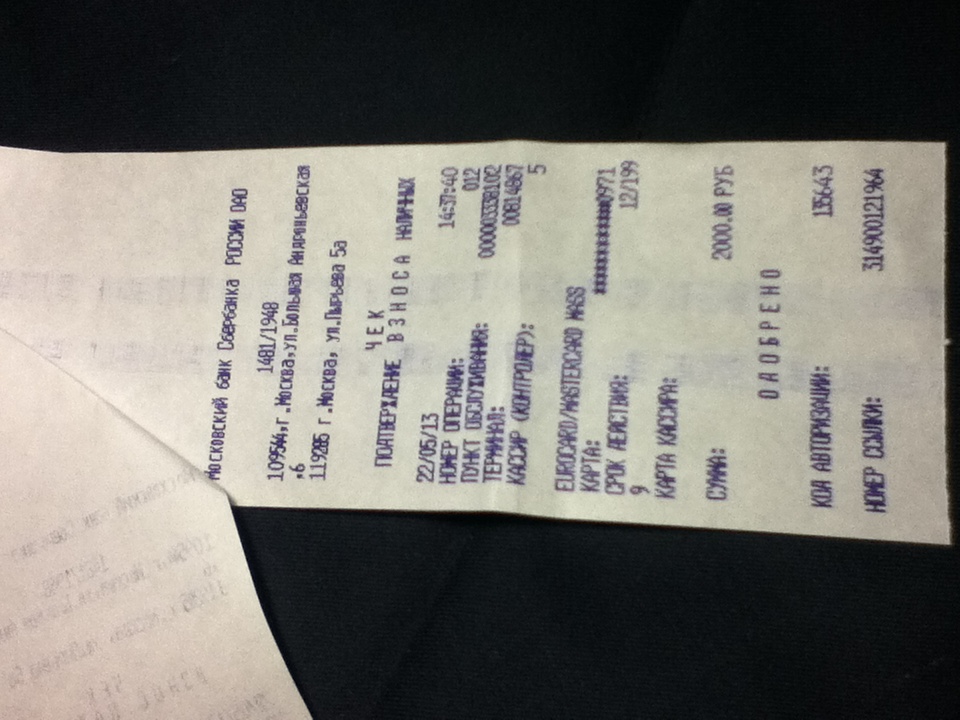 Московский банк Сбербанка РОССИИ ОАО
1481/1948
109544,г.Москва,ул.Большая Андроньевская
,6
119285 г.Москва, ул.Пырьева 5а
ЧЕК
ПОДТВЕРЖДЕНИЕ ВЗНОСА НАЛИЧНЫХ
22/05/13 14:37:40
НОМЕР ОПЕРАЦИИ: 012
ПУНКТ ОБСЛУЖИВАНИЯ: 000000333B102
ТЕРМИНАЛ: 00814867
КАССИР (КОНТРОЛЕР): 5
EUROCARD/MASTERCARD MASS
КАРТА: ************0971
СРОК ДЕЙСТВИЯ: 12/199
9
КАРТА КАССИРА:
СУММА: 2000.00 РУБ
ОДОБРЕНО
КОД АВТОРИЗАЦИИ: 135643
НОМЕР ССЫЛКИ: 314900121964